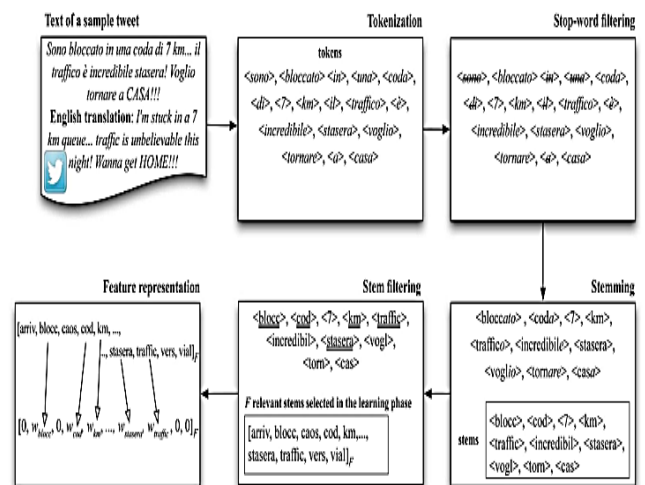 Text of a sample tweet
Sono bloccato in una coda di 7 km... il
traffico è incredibile stasera! Voglio
tornare a CASA!!!
English translation: I'm stuck in a 7
km queue... traffic is unbelievable this
night! Wanna get HOME!!!
Tokenization
tokens
<sono>, <bloccato> <in>, <una>, <coda>,
<di>, <7>, <km>, <il>, <traffico>, <è>,
<incredibile>, <stasera>, <voglio>,
<tornare>, <a>, <casa>
Stop-word filtering
<sono>, <bloccato> <in>, <una>, <coda>,
<di>, <7>, <km>, <il>, <traffico>, <è>,
<incredibile>, <stasera>, <voglio>,
<tornare>, <a>, <casa>
Stemming
<bloccato>, <coda>, <7>, <km>,
<traffico>, <incredibile>, <stasera>,
<voglio>, <tornare>, <casa>
stems
<blocc>, <cod>, <7>, <km>,
<traffic>, <incredibil>, <stasera>,
<vogl>, <torn>, <cas>
Stem filtering
<blocc>, <cod>, <7>, <km>, <traffic>,
<incredibil>, <stasera>, <vogl>,
<torn>, <cas>
F relevant stems selected in the learning phase
[arriv, blocc, caos, cod, km,...,
stasera, traffic, vers, vial]F
Feature representation
[arriv, blocc, caos, cod, km, ...,
.., stasera, traffic, vers, vial]F
[0, wblocc, 0, wcod, wkm, ..., wstasera, wtraffic, 0, 0]F